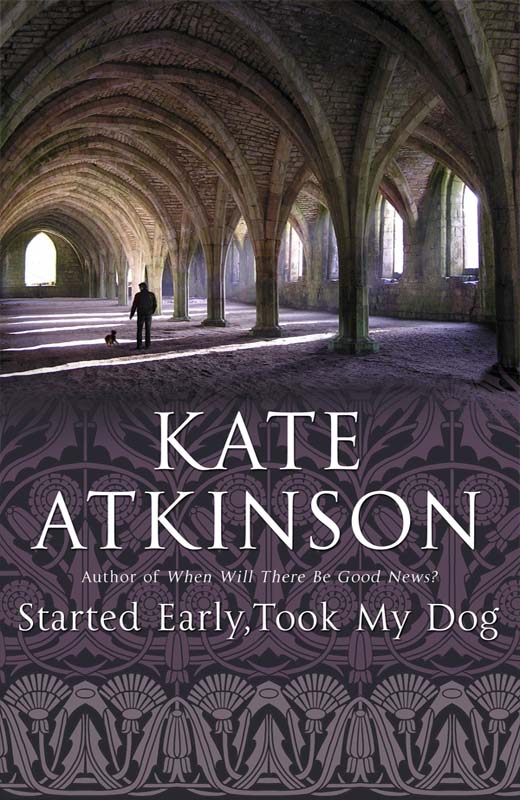 KATE
ATKINSON
Author of When Will There Be Good News?
Started Early, Took My Dog